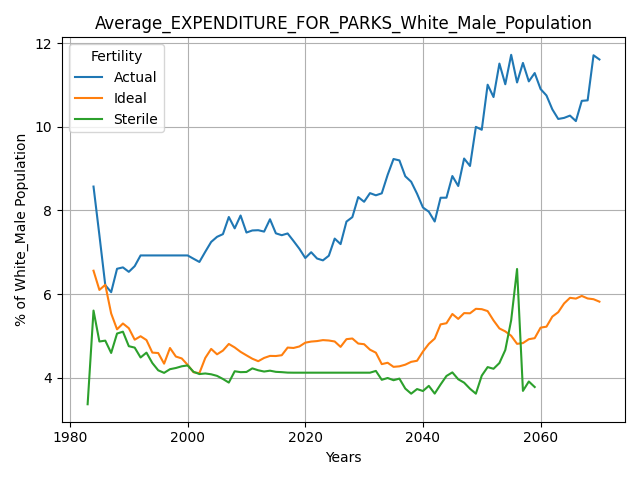 Average_EXPENDITURE_FOR_PARKS_White_Male_Population
Fertility
Actual
Ideal
Sterile
% of White_Male Population
12
10
8
6
4
1980
2000
2020
2040
2060
Years